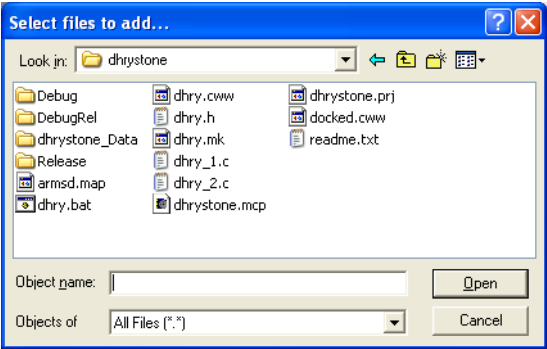 Select files to add...
Look in: dhrystone
Debug
DebugRel
dhrystone_Data
Release
armsd.map
dhry.bat
dhry.cww
dhry.h
dhry.mk
dhry_1.c
dhry_2.c
dhrystone.mcp
dhrystone.prj
docked.cww
readme.txt
Object name:
Open
Objects of All Files (*.*)
Cancel